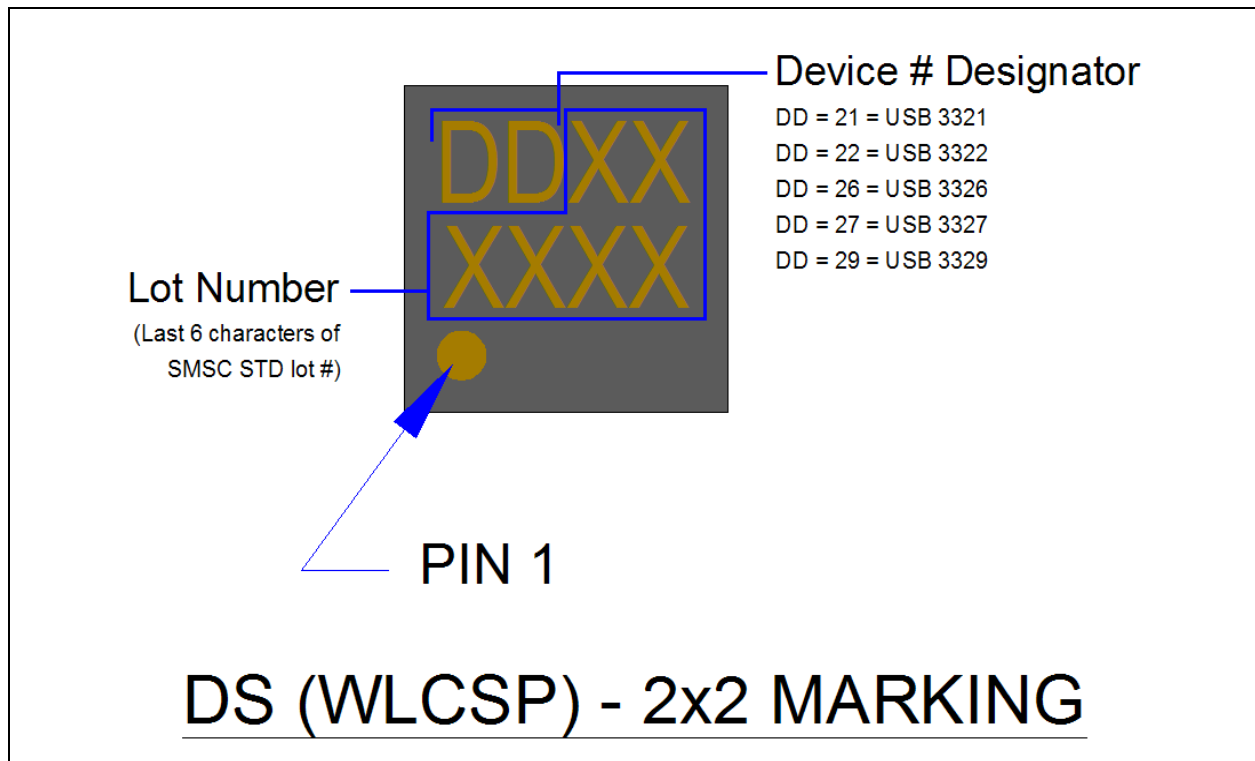 Device # Designator
DD = 21 = USB 3321
DD = 22 = USB 3322
DD = 26 = USB 3326
DD = 27 = USB 3327
DD = 29 = USB 3329
DDXX
XXXX
Lot Number
(Last 6 characters of
SMSC STD lot #)
PIN 1
DS (WLCSP) - 2x2 MARKING